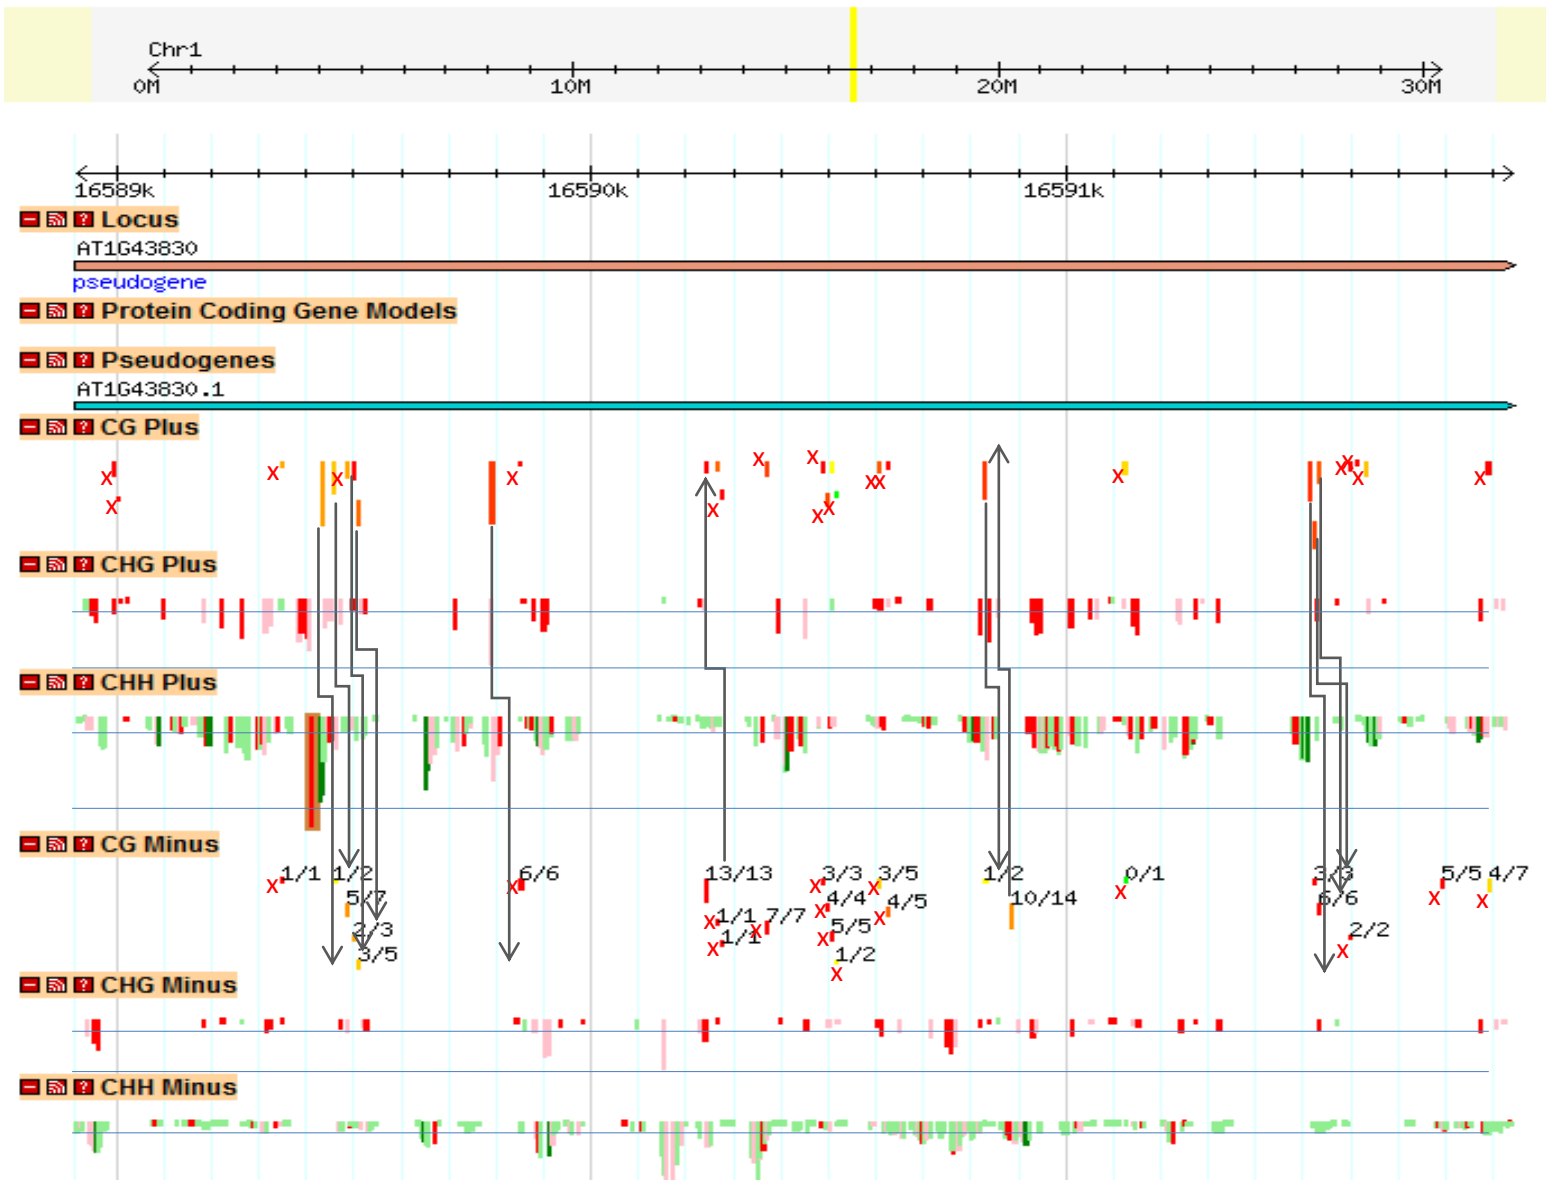 Chr1
0M 10M 20M 30M
16589k 16590k 16591k
Locus
AT1G43830
pseudogene
Protein Coding Gene Models
Pseudogenes
AT1G43830.1
CG Plus
x x x x x x x x x x x x x x x x x x
CHG Plus
CHH Plus
CG Minus
1/1 1/2 6/6 13/13 3/3 3/5 1/2 0/1 3/3 5/5 4/7
5/7 4/4 4/5 10/14 6/6
1/1 7/7
2/3 1/1 5/5 2/2
3/5 1/2
x x x x x x x x x x x x x x x
CHG Minus
CHH Minus